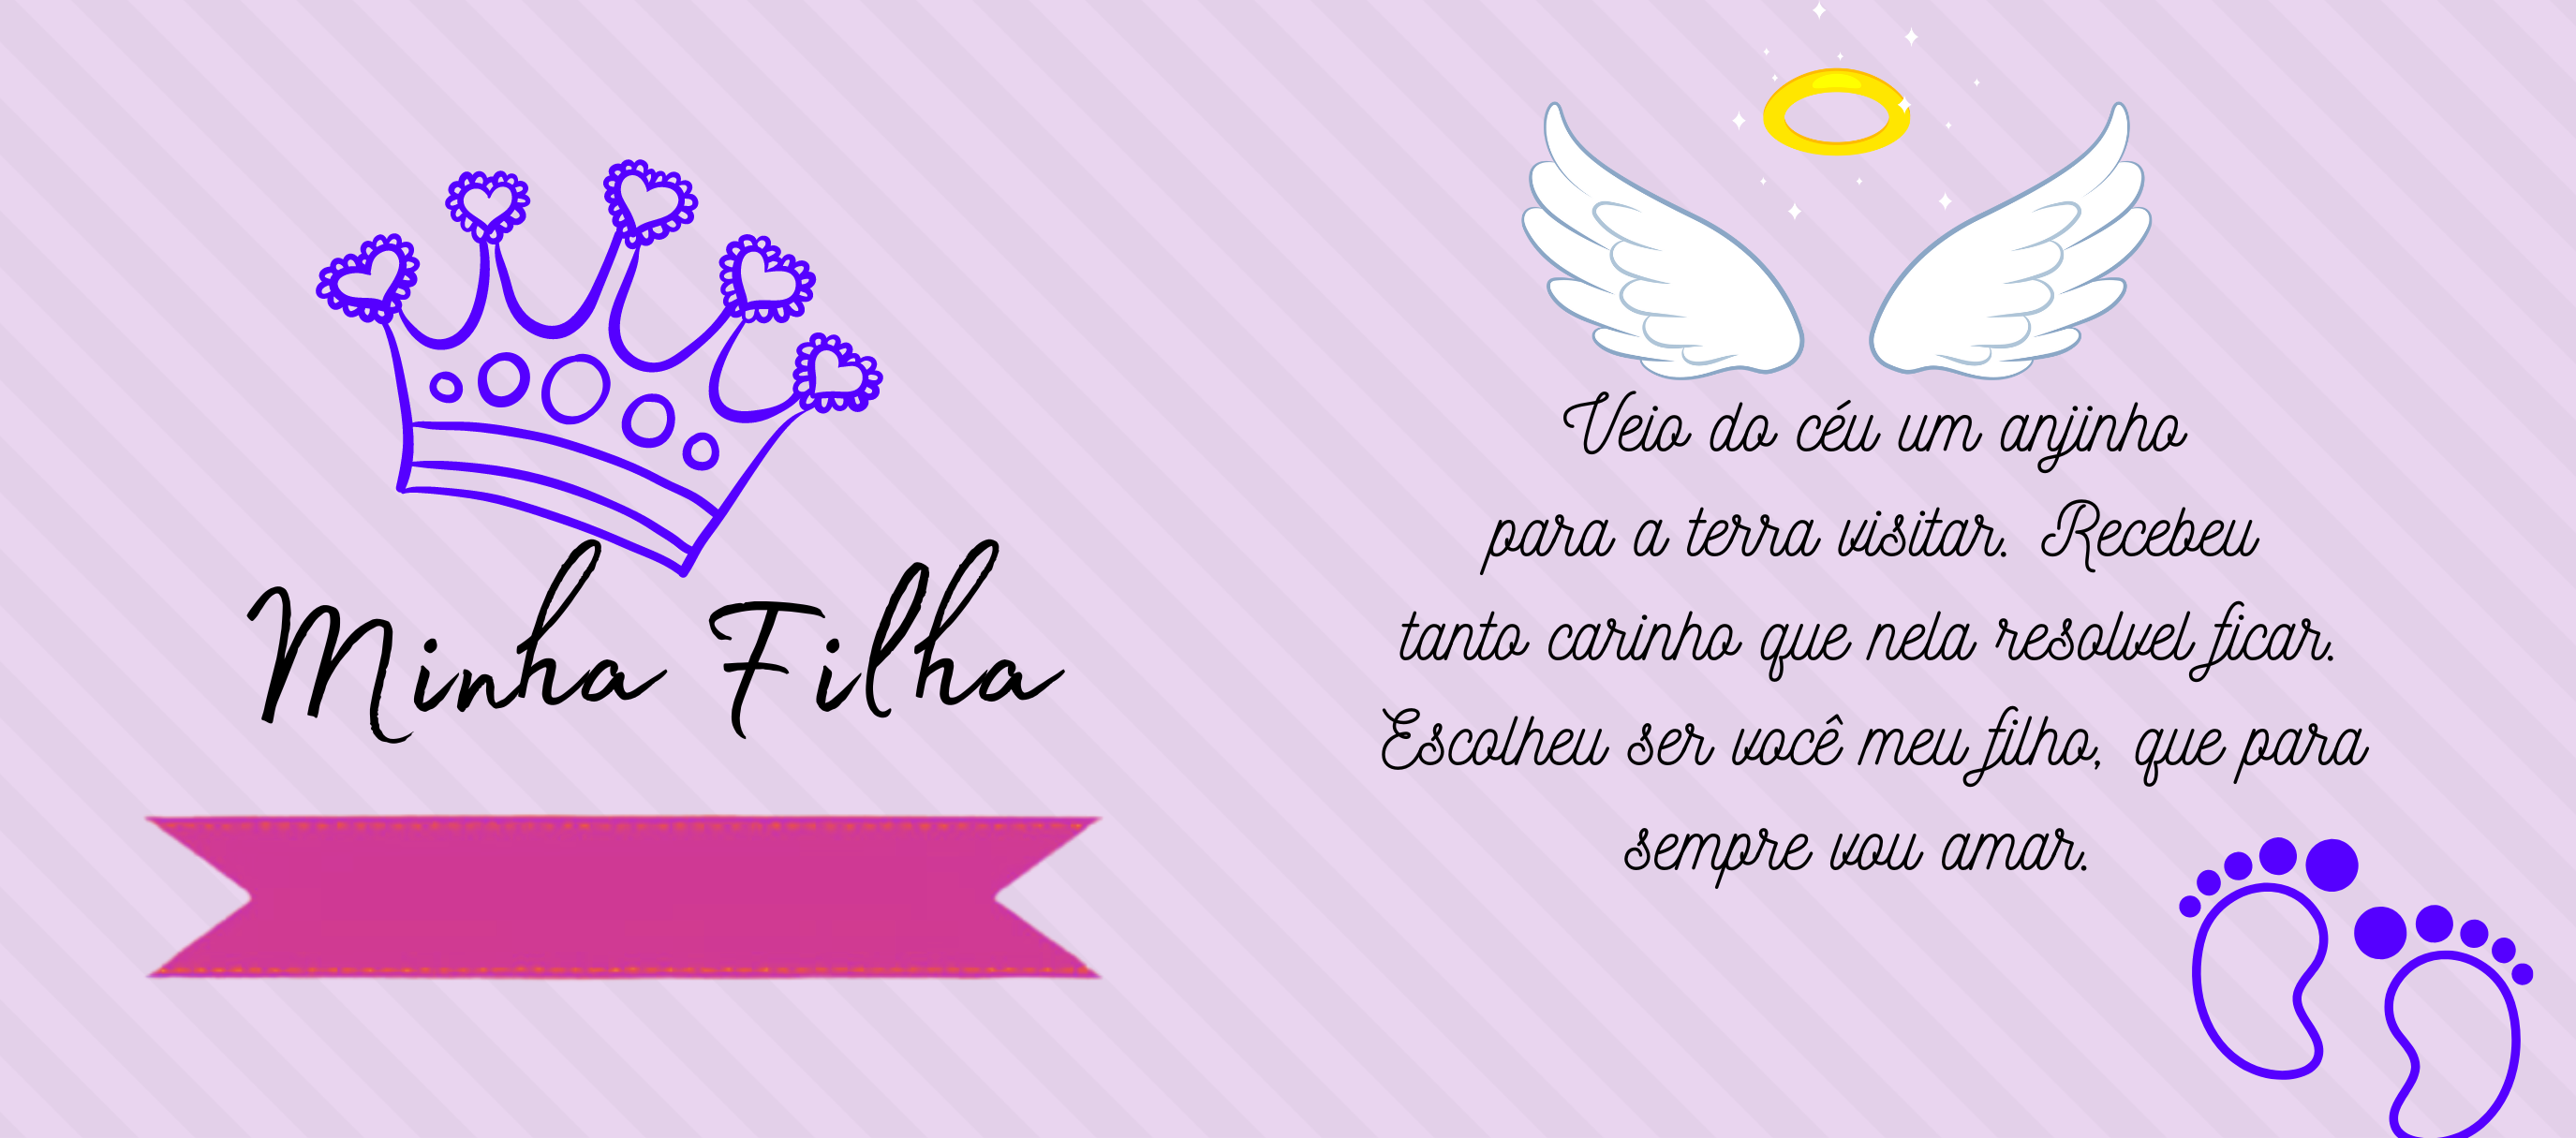 Minha Filha
Veio do céu um anjinho
para a terra visitar. Recebeu
tanto carinho que nela resolvel ficar.
Escolheu ser você meu filho, que para
sempre vou amar.